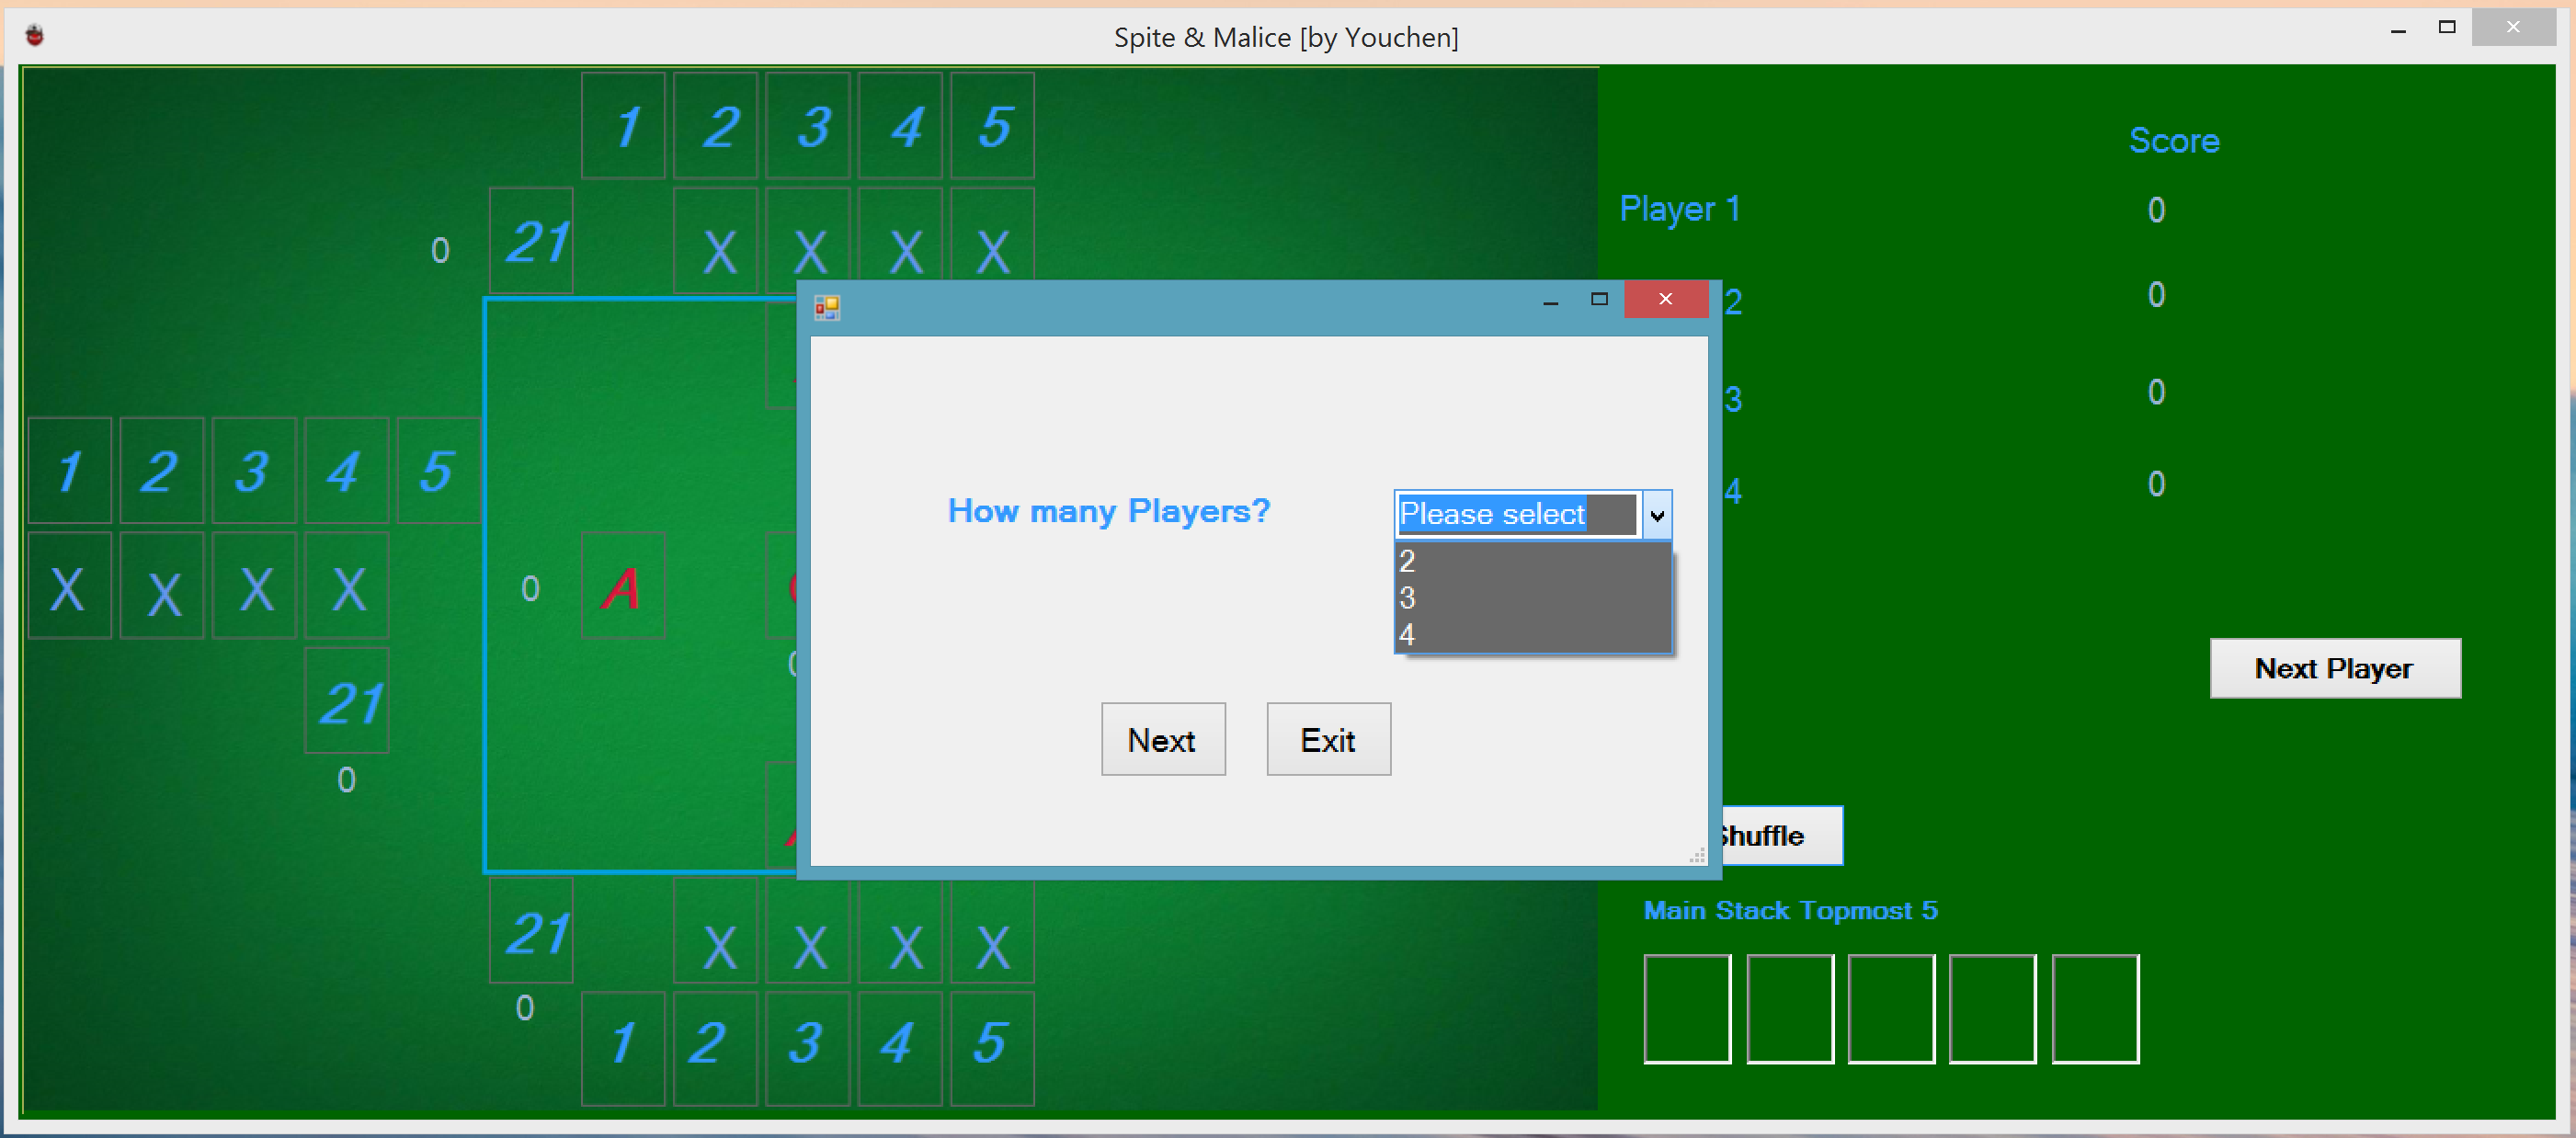 Spite & Malice [by Youchen]
1 2 3 4 5
Score
Player 1 0
0 21 X X X X
2 0
3 0
1 2 3 4 5
4 0
How many Players? Please select
2
3
4
X X X X
0 A
Next Player
21
Next Exit
0
Shuffle
Main Stack Topmost 5
21 X X X X
0
1 2 3 4 5